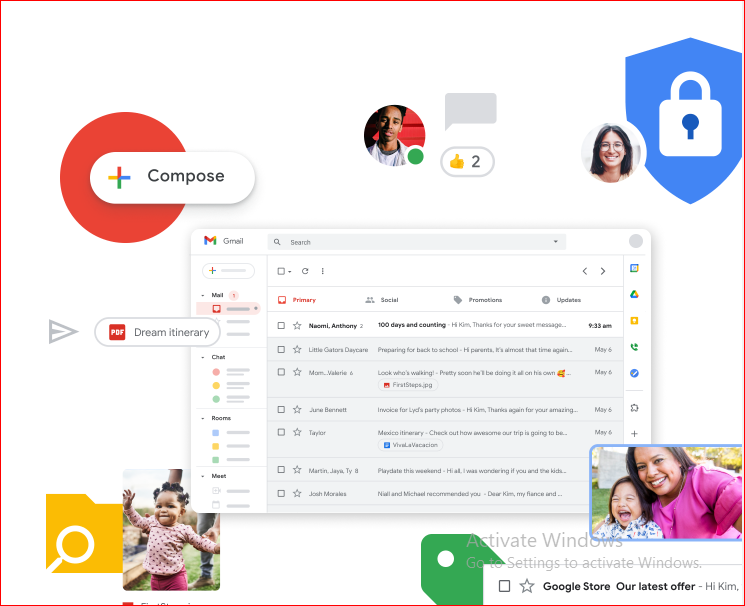 Compose
2
Gmail
Search
Mail 1
Primary
Social
Promotions
Updates
Naomi, Anthony 2 100 days and counting - Hi Kim, Thanks for your sweet message... 9:33 am
Little Gartors Daycare Preparing for back to school - Hi parents, It's almost that time again... May 6
Mom...Valerie 6 Look who's walking! - Pretty soon he'll be doing it all on his own 🥰... May 6
FirstSteps.jpg
June Bennett Invoice for Lyd's party photos - Hi Kim, Thanks again for your amazing... May 6
Taylor Mexico itinerary - Check out how awesome our trip is going to be... May 6
VivaLaVacacion
Martin, Jaya, Ty 8 Playdate this weekend - Hi all, I was wondering if you and the kids...
Josh Morales Niall and Michael recommended you - Dear Kim, my fiance and ...
PDF Dream itinerary
Chat
Rooms
Meet
Activate Windows
Go to Settings to activate Windows.
Google Store Our latest offer - Hi Kim,